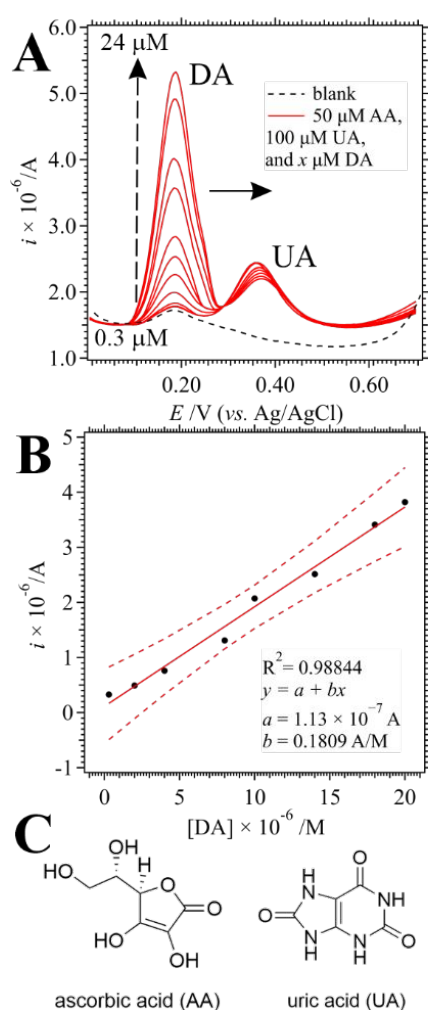 A
i × 10⁻⁶/A
6.0
5.0
4.0
3.0
2.0
1.0
24 µM
DA
blank
50 µM AA,
100 µM UA,
and x µM DA
UA
0.3 µM
0.20
0.40
0.60
E /V (vs. Ag/AgCl)
B
i × 10⁻⁶/A
5
4
3
2
1
0
-1
R² = 0.98844
y = a + bx
a = 1.13 × 10⁻⁷ A
b = 0.1809 A/M
0
5
10
15
20
[DA] × 10⁻⁶ /M
C
OH
H
HO
O
O
HO
OH
O
H
N
NH
O
N
H
N
H
O
ascorbic acid (AA)
uric acid (UA)